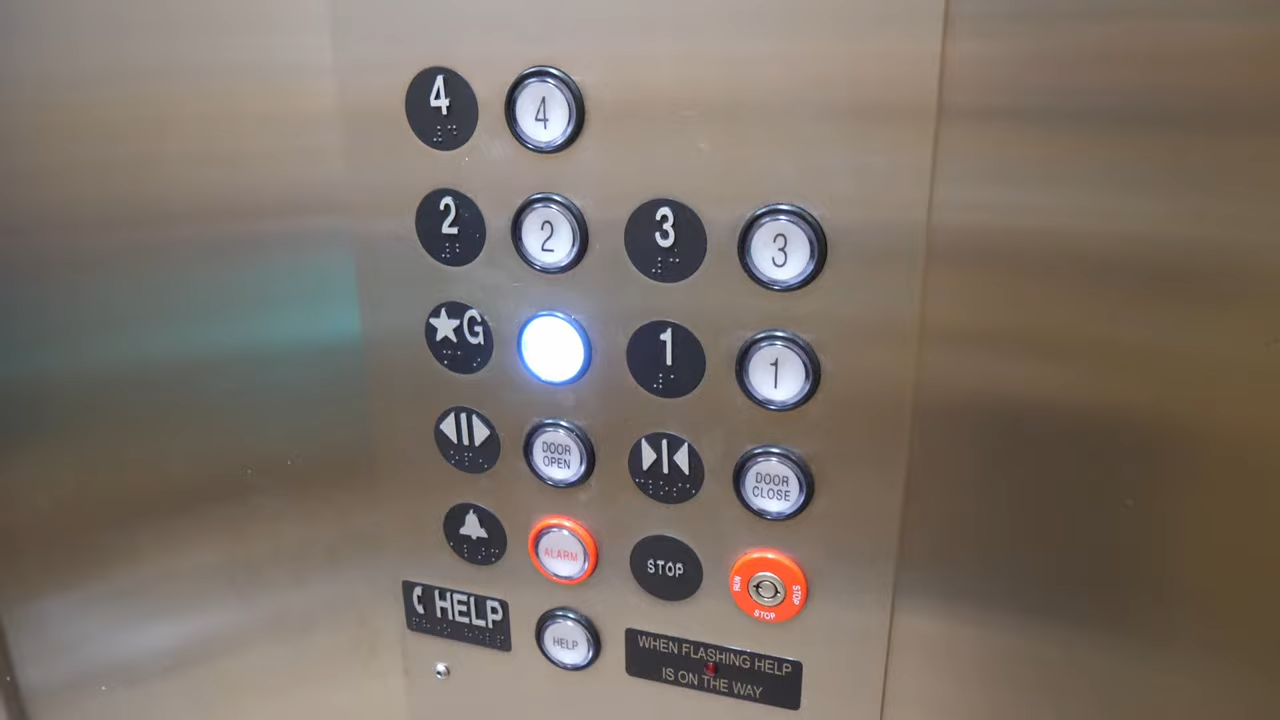 4 4
2 2 3 3
★G 1 1
DOOR
OPEN
DOOR
CLOSE
ALARM
STOP
RUN
STOP
STOP
HELP
HELP
WHEN FLASHING HELP
IS ON THE WAY